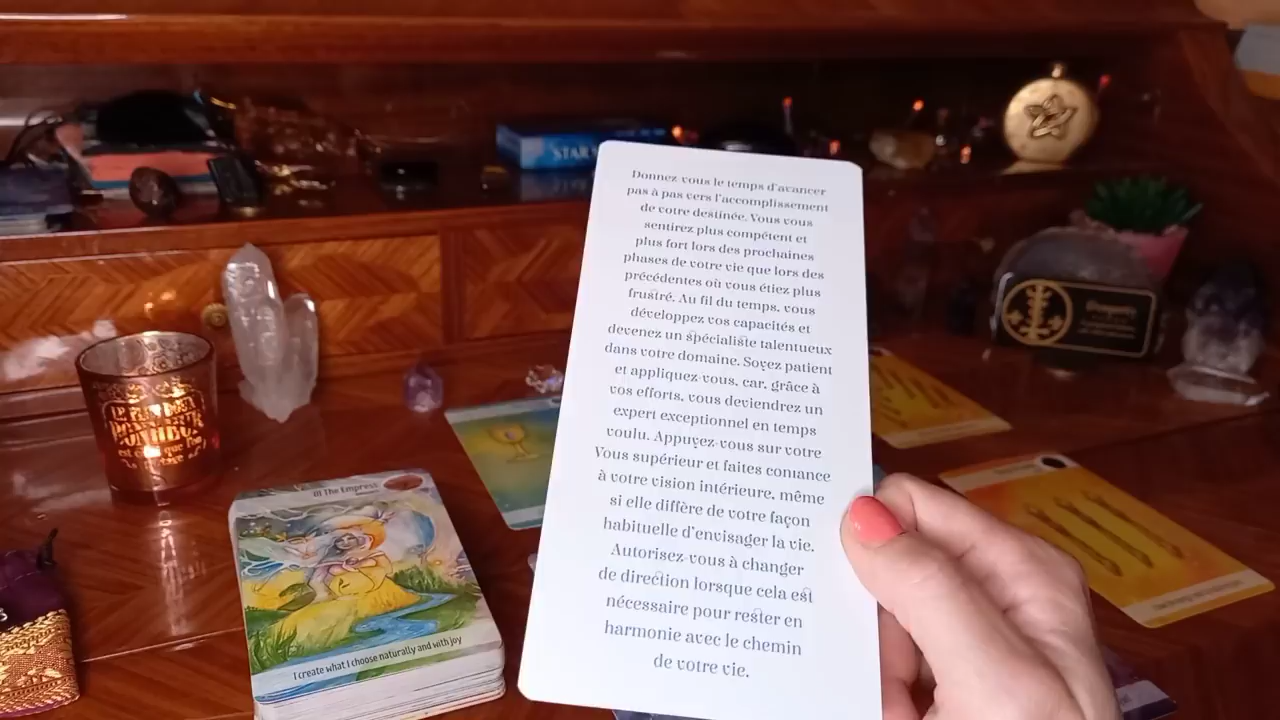 Donnez-vous le temps d'avancer
pas à pas vers l'accomplissement
de votre destinée. Vous vous
sentirez plus compétent et
plus fort lors des prochaines
phases de votre vie que lors des
précédentes où vous étiez plus
frustré. Au fil du temps, vous
développez vos capacités et
devenez un spécialiste talentueux
dans votre domaine. Soyez patient
et appliquez-vous, car, grâce à
vos efforts, vous deviendrez un
expert exceptionnel en temps
voulu. Appuyez-vous sur votre
Vous supérieur et faites confiance
à votre vision intérieure, même
si elle diffère de votre façon
habituelle d'envisager la vie.
Autorisez-vous à changer
de direction lorsque cela est
nécessaire pour rester en
harmonie avec le chemin
de votre vie.
III The Empress
I create what I choose naturally and with joy
STAR
BONHEUR
est
que